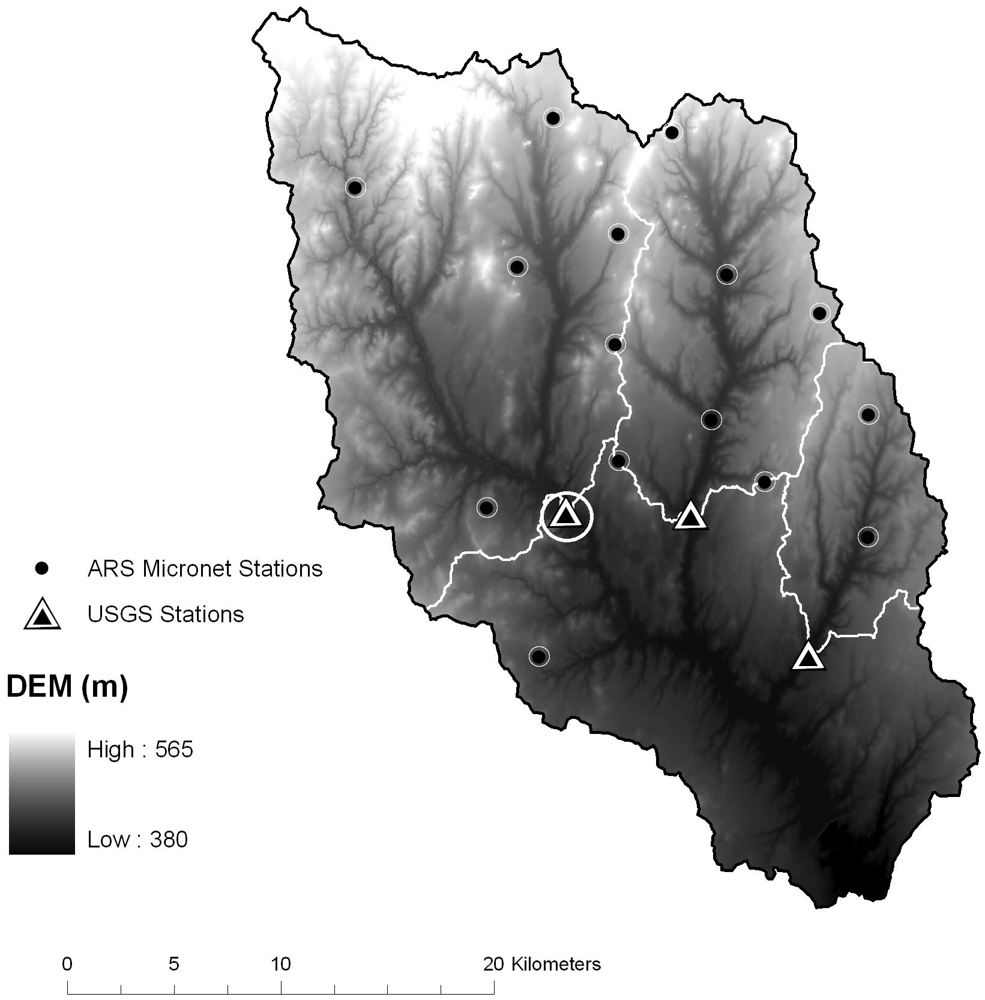 ARS Micronet Stations
USGS Stations
DEM (m)
High : 565
Low : 380
0 5 10 20 Kilometers